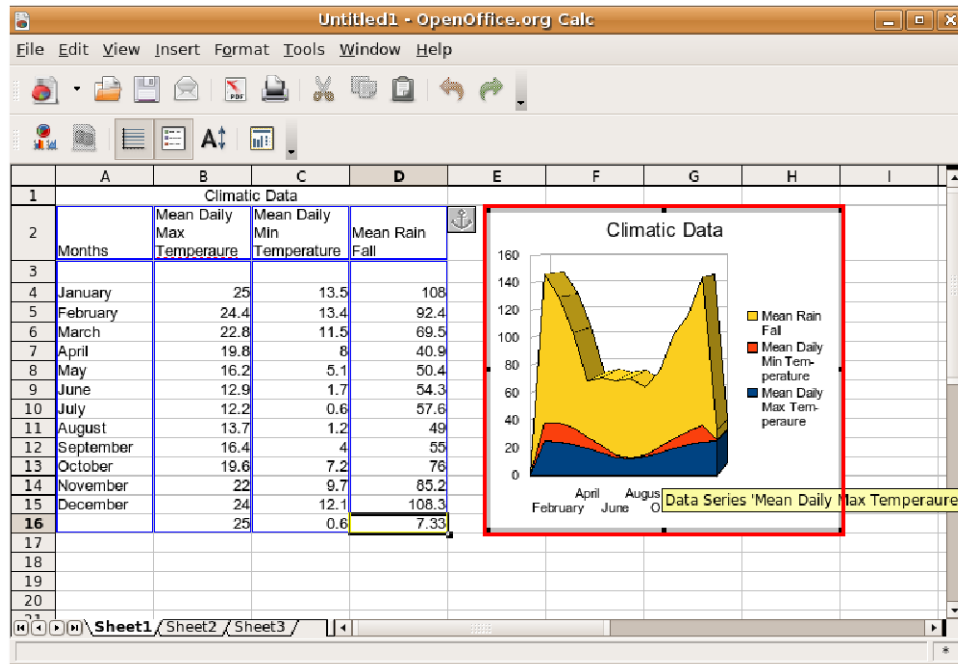 Untitled1 - OpenOffice.org Calc
File Edit View Insert Format Tools Window Help
PDF
A
A B C D E F G H I
1 Climatic Data
2 Months Mean Daily Max Temperaure Mean Daily Min Temperature Mean Rain Fall
3
4 January 25 13.5 108
5 February 24.4 13.4 92.4
6 March 22.8 11.5 69.5
7 April 19.8 8 40.9
8 May 16.2 5.1 50.4
9 June 12.9 1.7 54.3
10 July 12.2 0.6 57.6
11 August 13.7 1.2 49
12 September 16.4 4 55
13 October 19.6 7.2 76
14 November 22 9.7 85.2
15 December 24 12.1 108.3
16 25 0.6 7.33
17
18
19
20
Climatic Data
160
140
120
100
80
60
40
20
0
April Augus
February June O
Mean Rain
Fall
Mean Daily
Min Tem-
perature
Mean Daily
Max Tem-
peraure
Data Series 'Mean Daily Max Temperaure
Sheet1 Sheet2 Sheet3
*